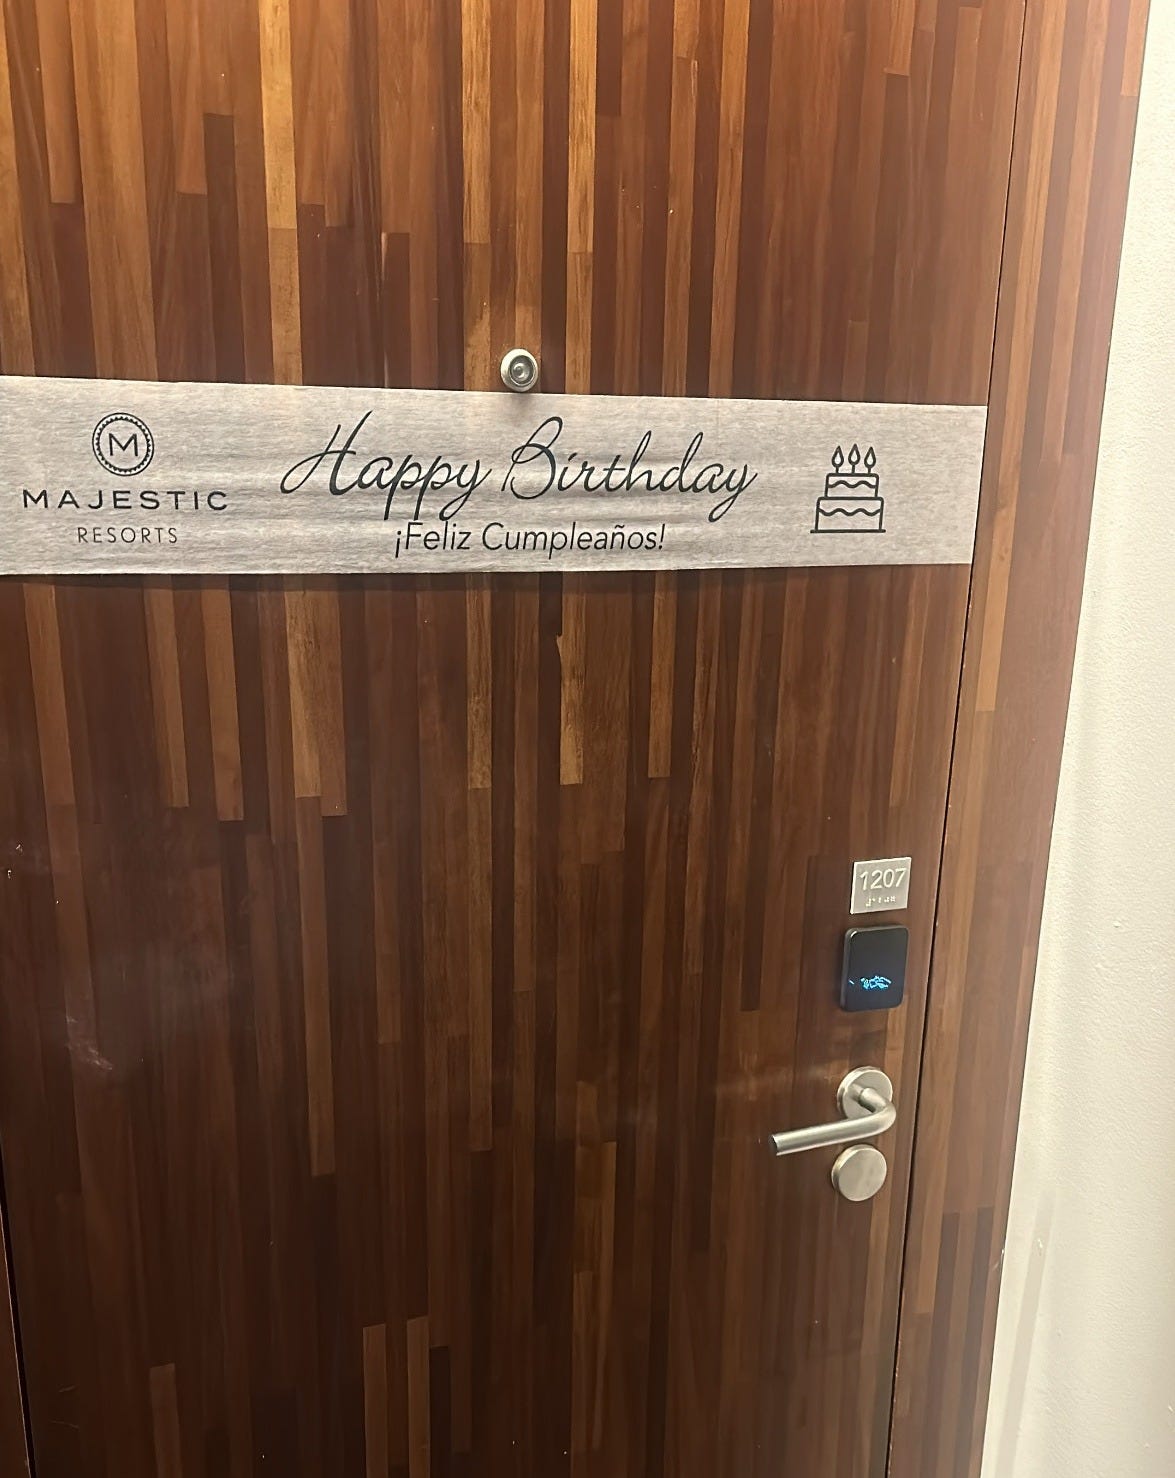 M
MAJESTIC
RESORTS
Happy Birthday
¡Feliz Cumpleaños!
1207